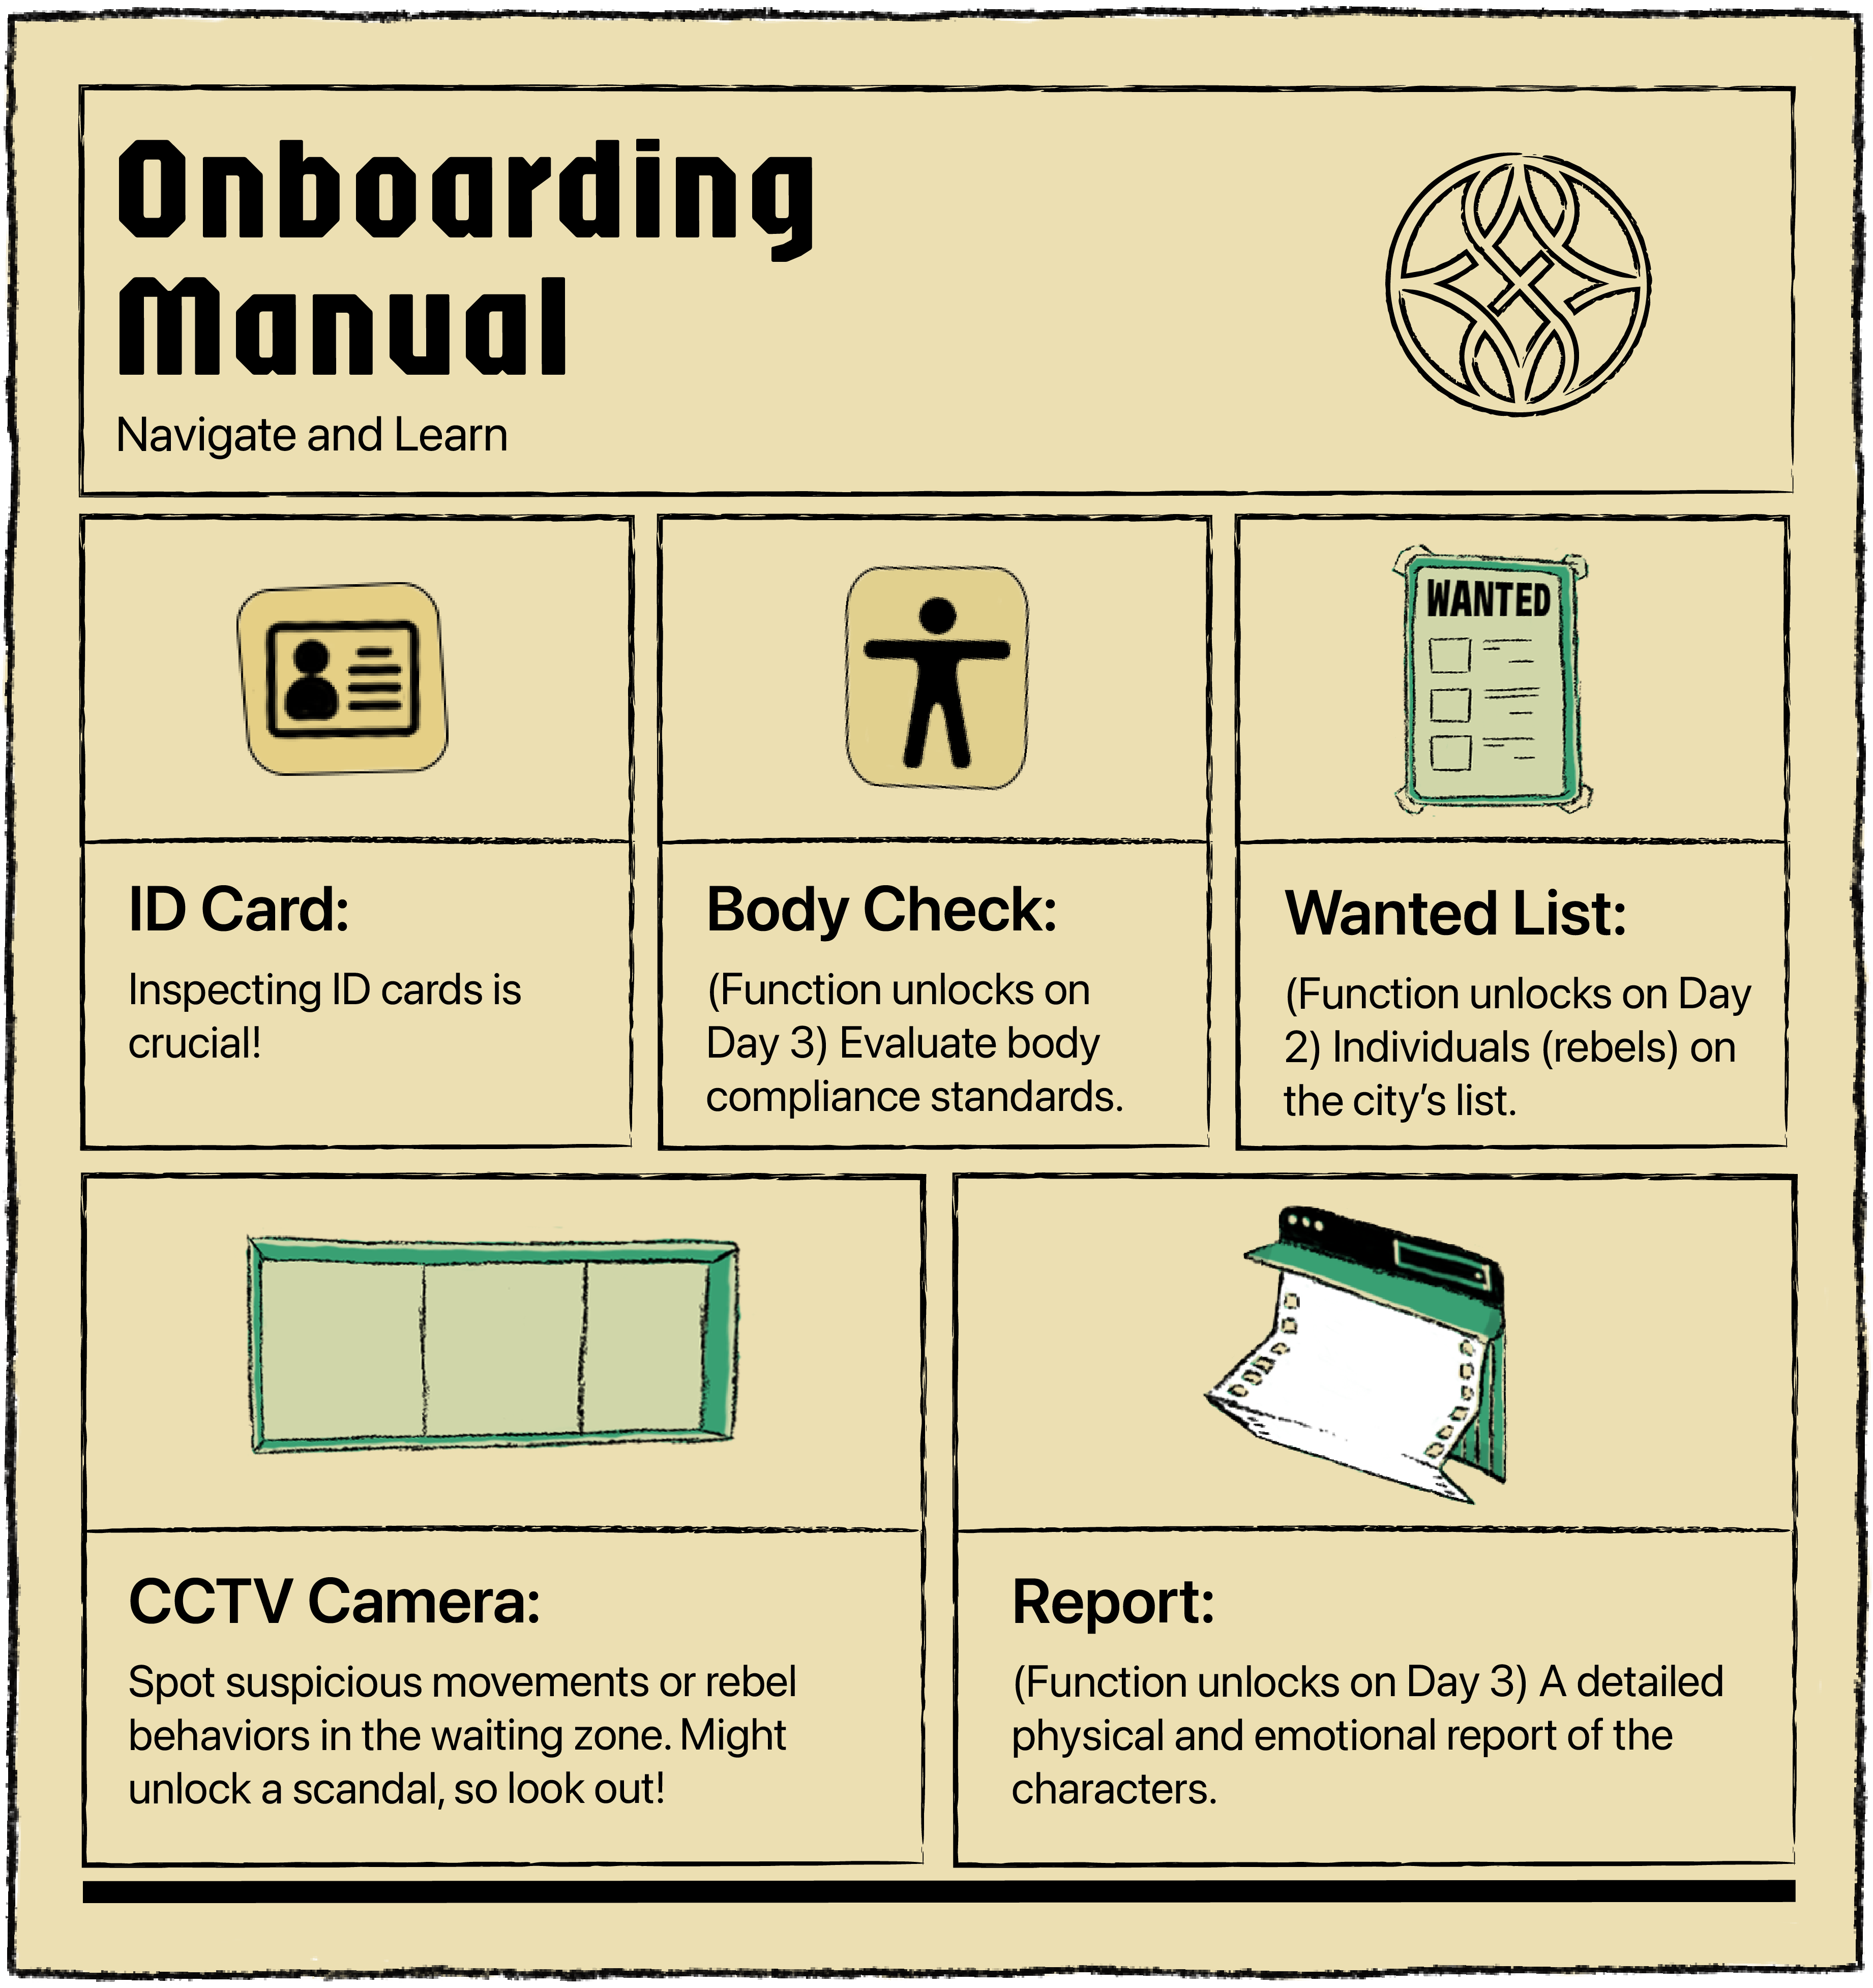 Onboarding
Manual
Navigate and Learn
WANTED
ID Card:
Inspecting ID cards is
crucial!
Body Check:
(Function unlocks on
Day 3) Evaluate body
compliance standards.
Wanted List:
(Function unlocks on Day
2) Individuals (rebels) on
the city’s list.
CCTV Camera:
Spot suspicious movements or rebel
behaviors in the waiting zone. Might
unlock a scandal, so look out!
Report:
(Function unlocks on Day 3) A detailed
physical and emotional report of the
characters.